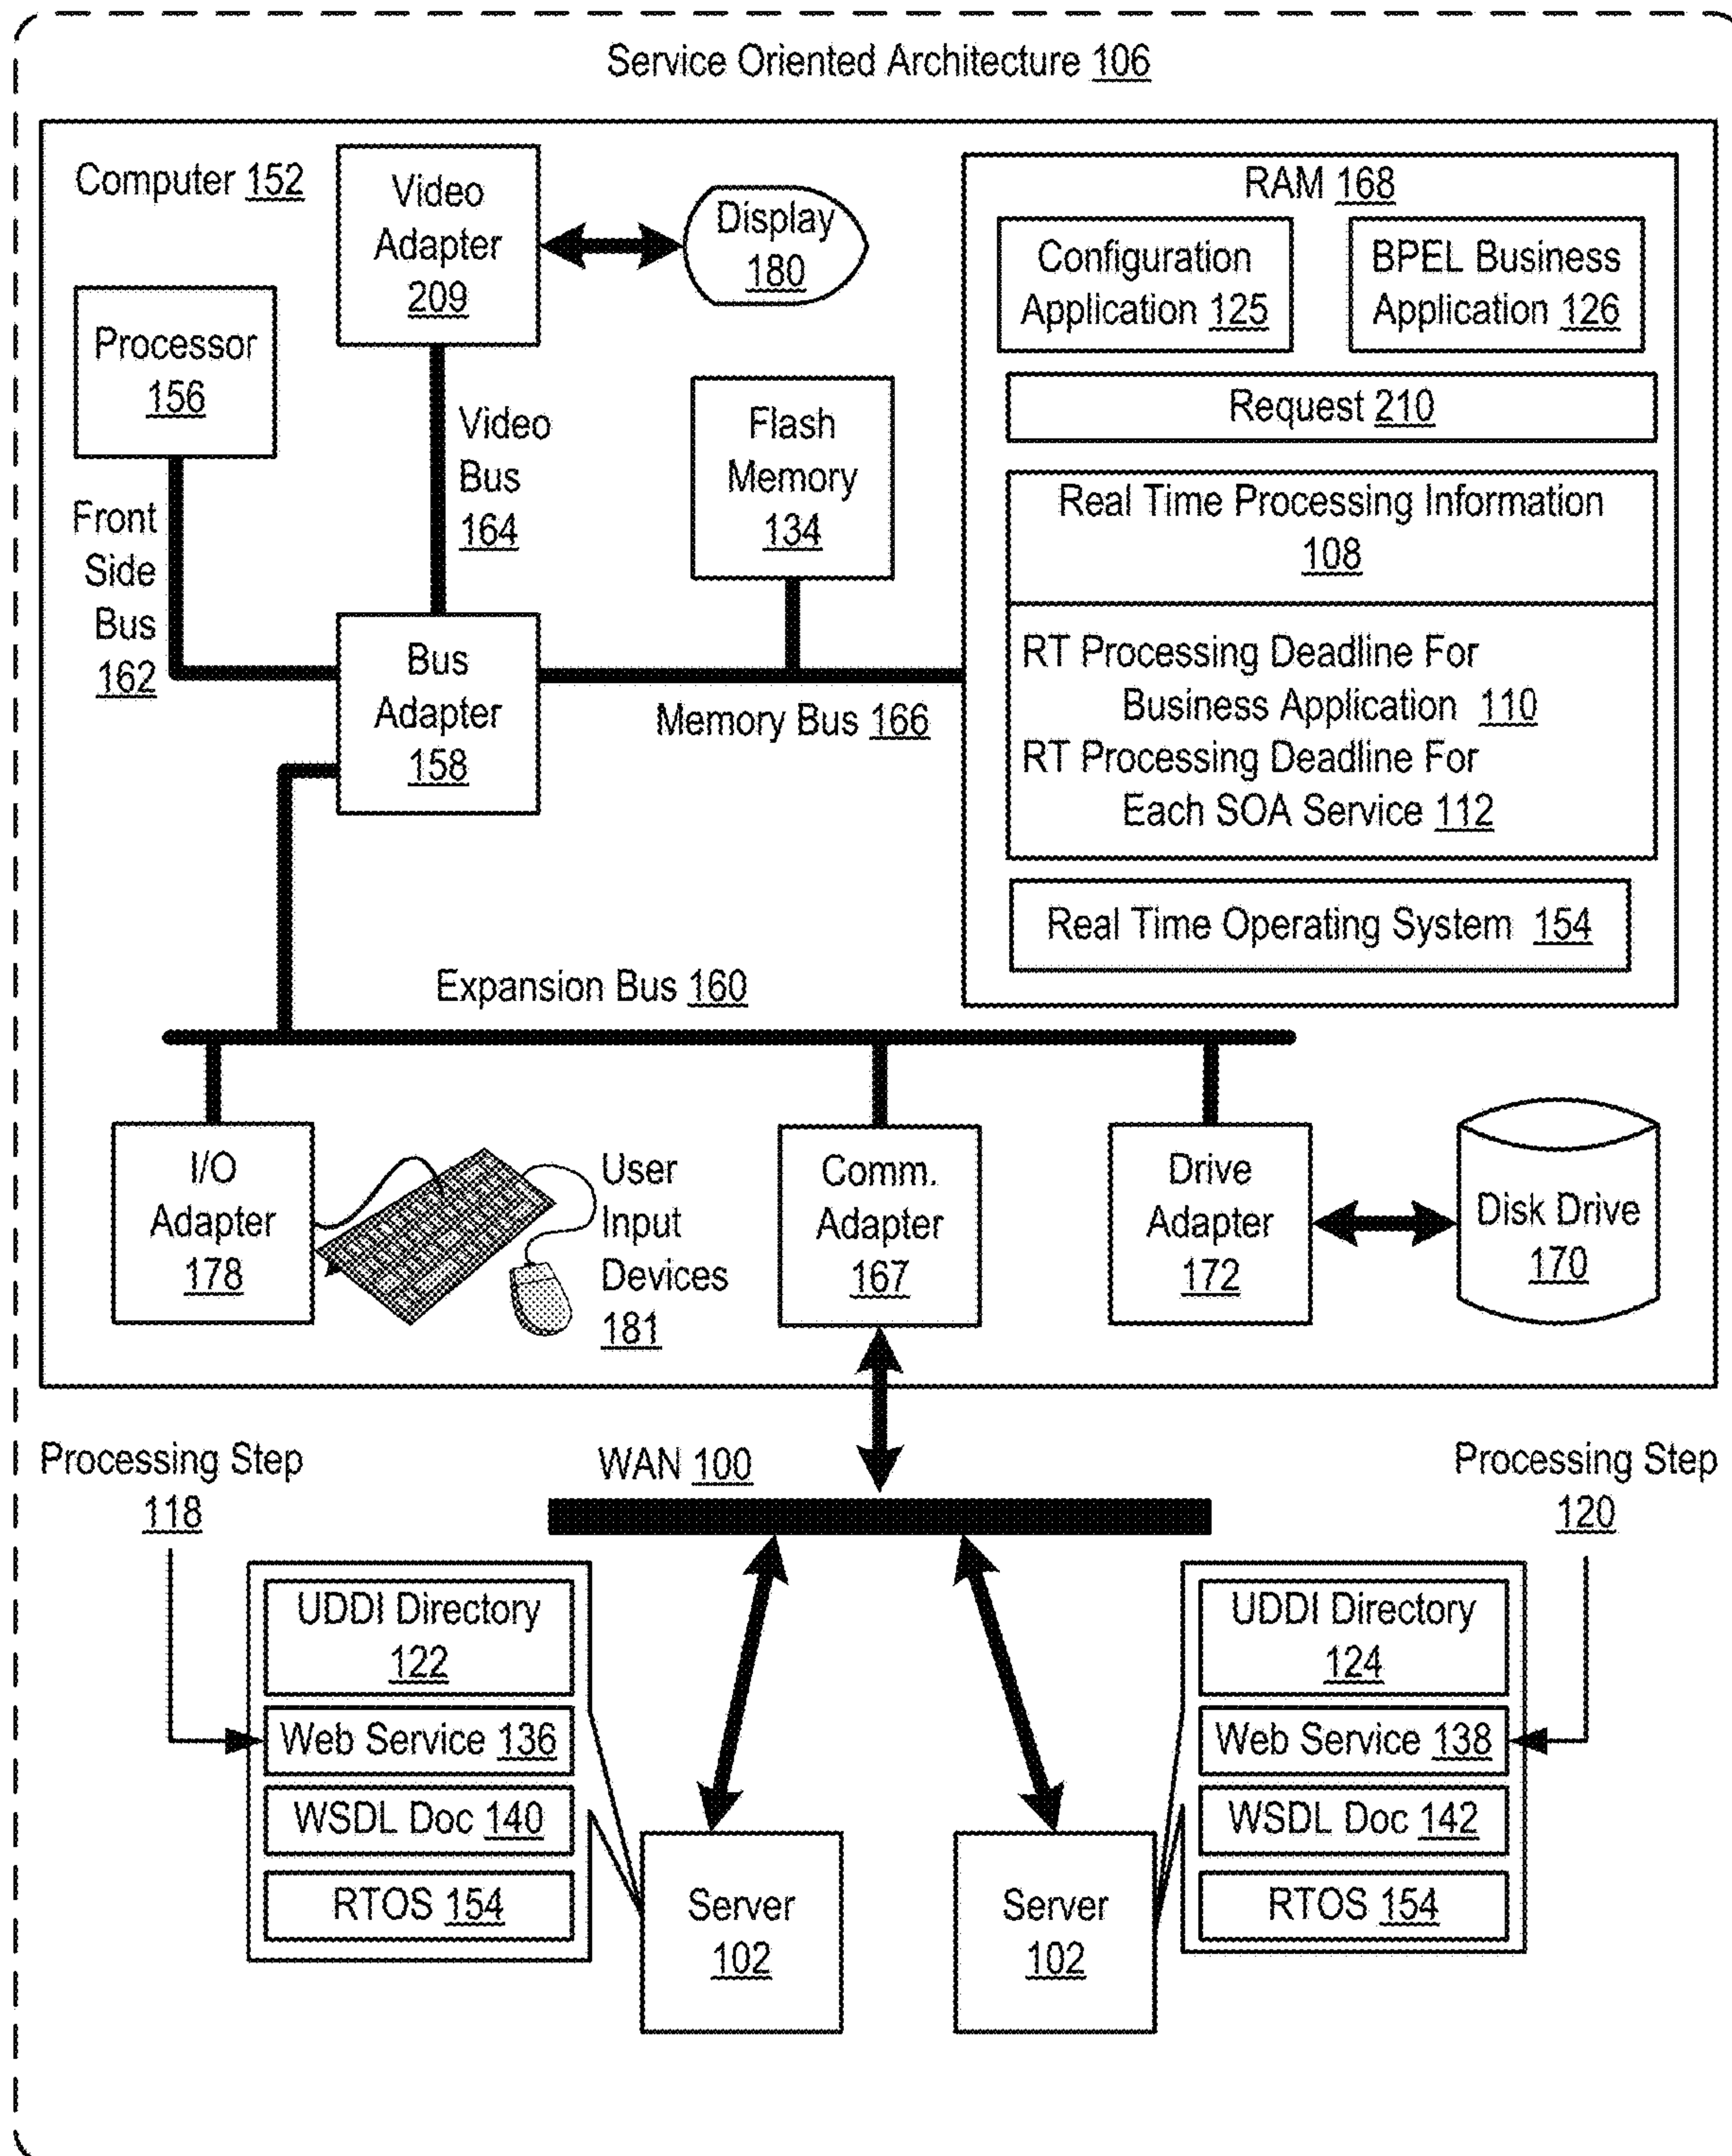 Service Oriented Architecture 106
Computer 152
Video
Adapter
209
Display
180
Processor
156
Video
Bus
164
Flash
Memory
134
Front
Side
Bus
162
Bus
Adapter
158
Memory Bus 166
RAM 168
Configuration
Application 125
BPEL Business
Application 126
Request 210
Real Time Processing Information
108
RT Processing Deadline For
Business Application 110
RT Processing Deadline For
Each SOA Service 112
Real Time Operating System 154
Expansion Bus 160
I/O
Adapter
178
User
Input
Devices
181
Comm.
Adapter
167
Drive
Adapter
172
Disk Drive
170
Processing Step
118
WAN 100
Processing Step
120
UDDI Directory
122
Web Service 136
WSDL Doc 140
RTOS 154
Server
102
Server
102
UDDI Directory
124
Web Service 138
WSDL Doc 142
RTOS 154